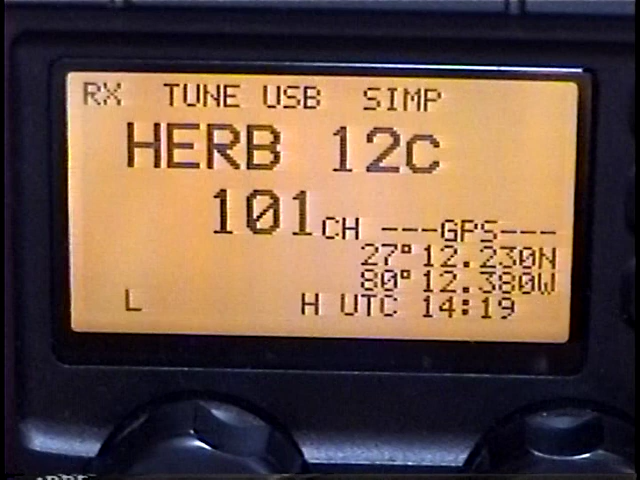 RX TUNE USB SIMP
HERB 12C
101CH ---GPS---
27°12.230N
80°12.380W
L H UTC 14:19